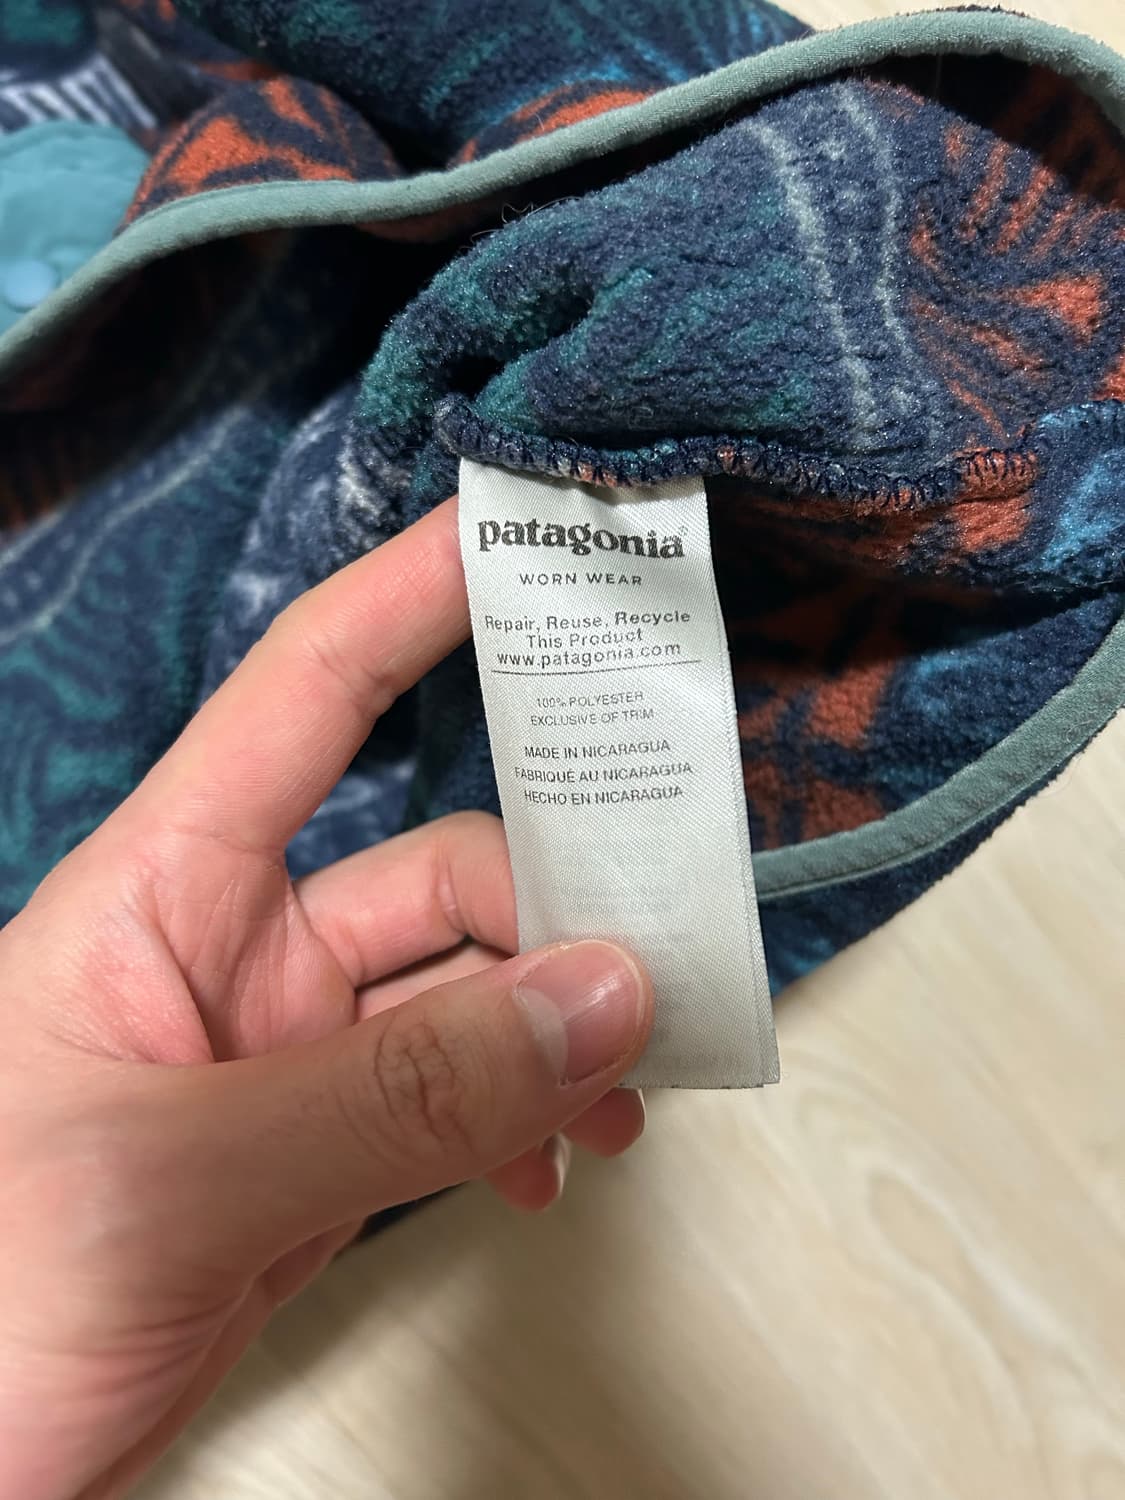 patagonia®
WORN WEAR
Repair, Reuse, Recycle
This Product
www.patagonia.com
100% POLYESTER
EXCLUSIVE OF TRIM
MADE IN NICARAGUA
FABRIQUÉ AU NICARAGUA
HECHO EN NICARAGUA